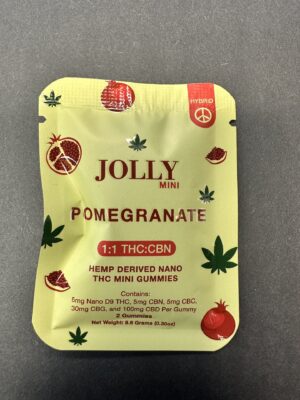 HYBRID
JOLLY
MINI
POMEGRANATE
1:1 THC:CBN
HEMP DERIVED NANO
THC MINI GUMMIES
Contains:
5mg Nano D9 THC, 5mg CBN, 5mg CBC,
30mg CBG, and 100mg CBD Per Gummy
2 Gummies
Net Weight: 8.6 Grams (0.30oz)